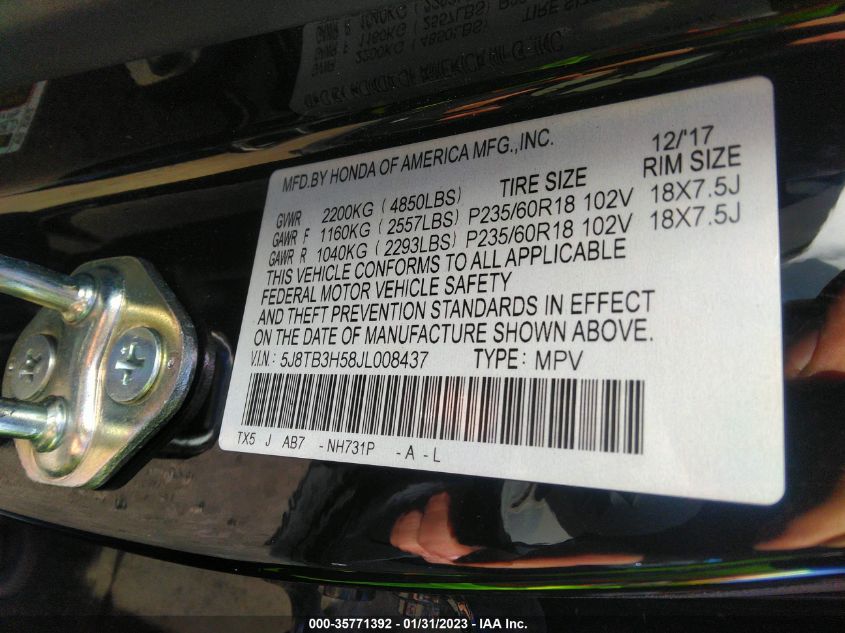 MFD.BY HONDA OF AMERICA MFG.,INC. 12/'17
TIRE SIZE RIM SIZE
GVWR 2200KG ( 4850LBS)
GAWR F 1160KG ( 2557LBS) P235/60R18 102V 18X7.5J
GAWR R 1040KG ( 2293LBS) P235/60R18 102V 18X7.5J
THIS VEHICLE CONFORMS TO ALL APPLICABLE
FEDERAL MOTOR VEHICLE SAFETY
AND THEFT PREVENTION STANDARDS IN EFFECT
ON THE DATE OF MANUFACTURE SHOWN ABOVE.
V.I.N.: 5J8TB3H58JL008437 TYPE: MPV
TX5 J AB7 -NH731P -A-L
000-35771392 - 01/31/2023 - IAA Inc.